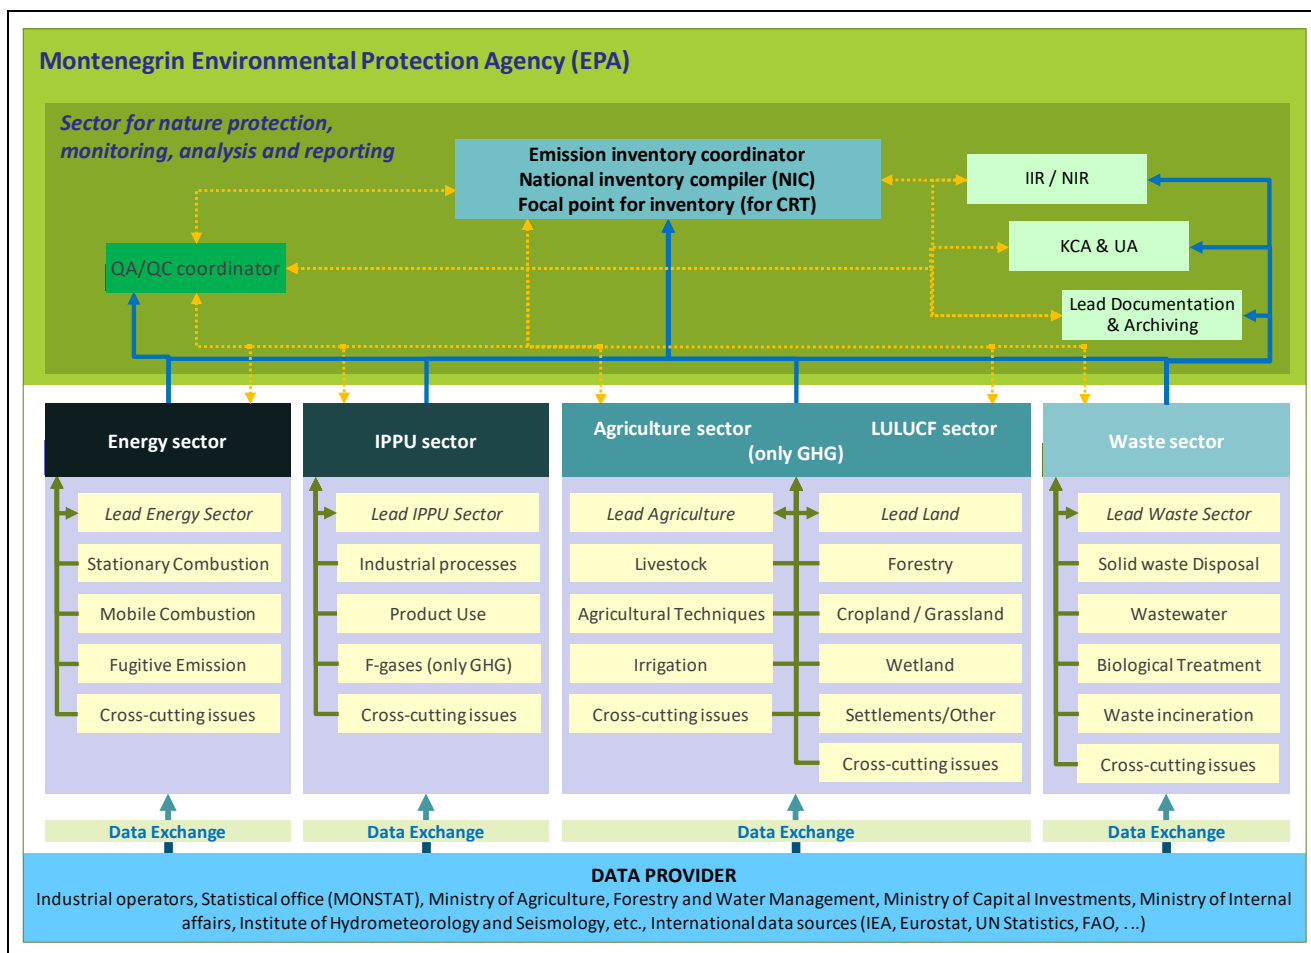 Montenegrin Environmental Protection Agency (EPA)
Sector for nature protection,
monitoring, analysis and reporting
Emission inventory coordinator
National inventory compiler (NIC)
Focal point for inventory (for CRT)
IIR / NIR
KCA & UA
Lead Documentation
& Archiving
QA/QC coordinator
Energy sector
Lead Energy Sector
Stationary Combustion
Mobile Combustion
Fugitive Emission
Cross-cutting issues
IPPU sector
Lead IPPU Sector
Industrial processes
Product Use
F-gases (only GHG)
Cross-cutting issues
Agriculture sector
LULUCF sector
(only GHG)
Lead Agriculture
Livestock
Agricultural Techniques
Irrigation
Cross-cutting issues
Lead Land
Forestry
Cropland / Grassland
Wetland
Settlements/Other
Cross-cutting issues
Waste sector
Lead Waste Sector
Solid waste Disposal
Wastewater
Biological Treatment
Waste incineration
Cross-cutting issues
Data Exchange
Data Exchange
Data Exchange
Data Exchange
DATA PROVIDER
Industrial operators, Statistical office (MONSTAT), Ministry of Agriculture, Forestry and Water Management, Ministry of Capital Investments, Ministry of Internal
affairs, Institute of Hydrometeorology and Seismology, etc., International data sources (IEA, Eurostat, UN Statistics, FAO, ...)